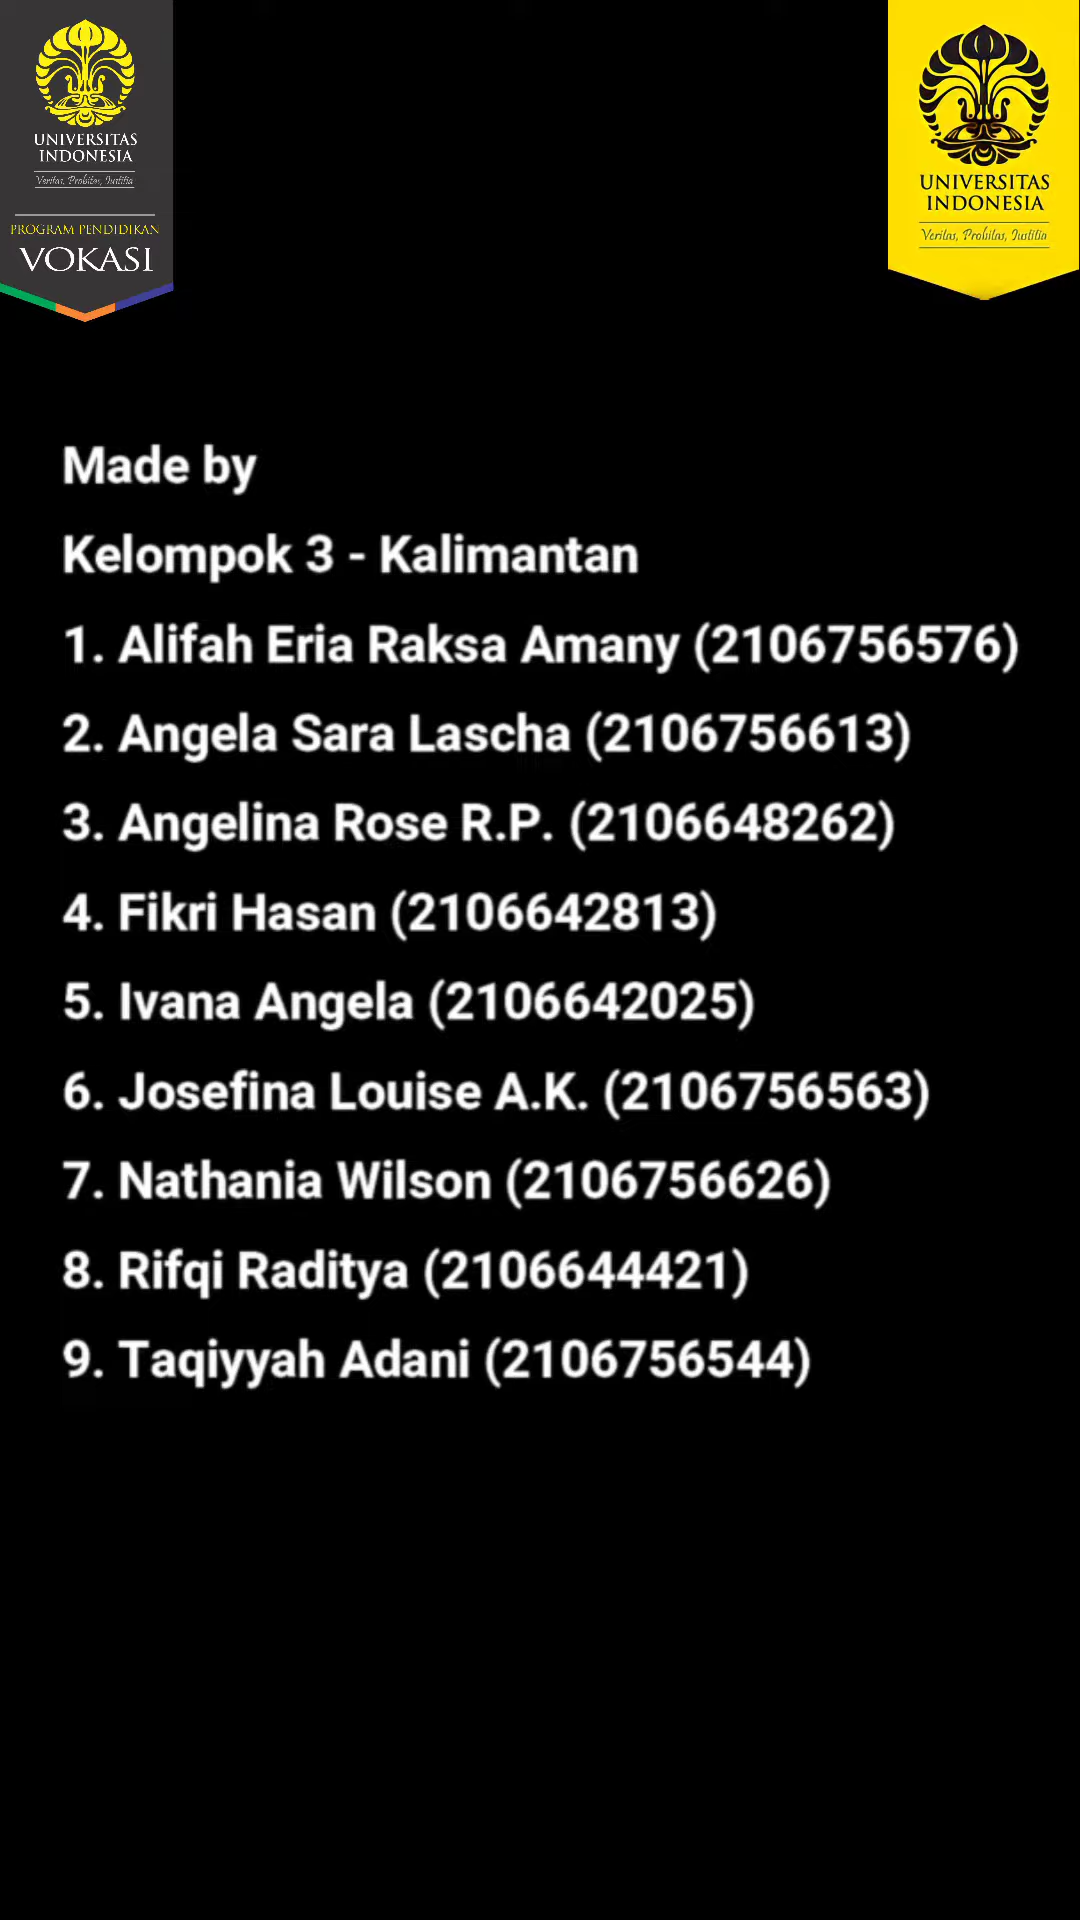 UNIVERSITAS
INDONESIA
Veritas, Probitas, Justitia
PROGRAM PENDIDIKAN
VOKASI
UNIVERSITAS
INDONESIA
Veritas, Probitas, Justitia
Made by
Kelompok 3 - Kalimantan
1. Alifah Eria Raksa Amany (2106756576)
2. Angela Sara Lascha (2106756613)
3. Angelina Rose R.P. (2106648262)
4. Fikri Hasan (2106642813)
5. Ivana Angela (2106642025)
6. Josefina Louise A.K. (2106756563)
7. Nathania Wilson (2106756626)
8. Rifqi Raditya (2106644421)
9. Taqiyyah Adani (2106756544)